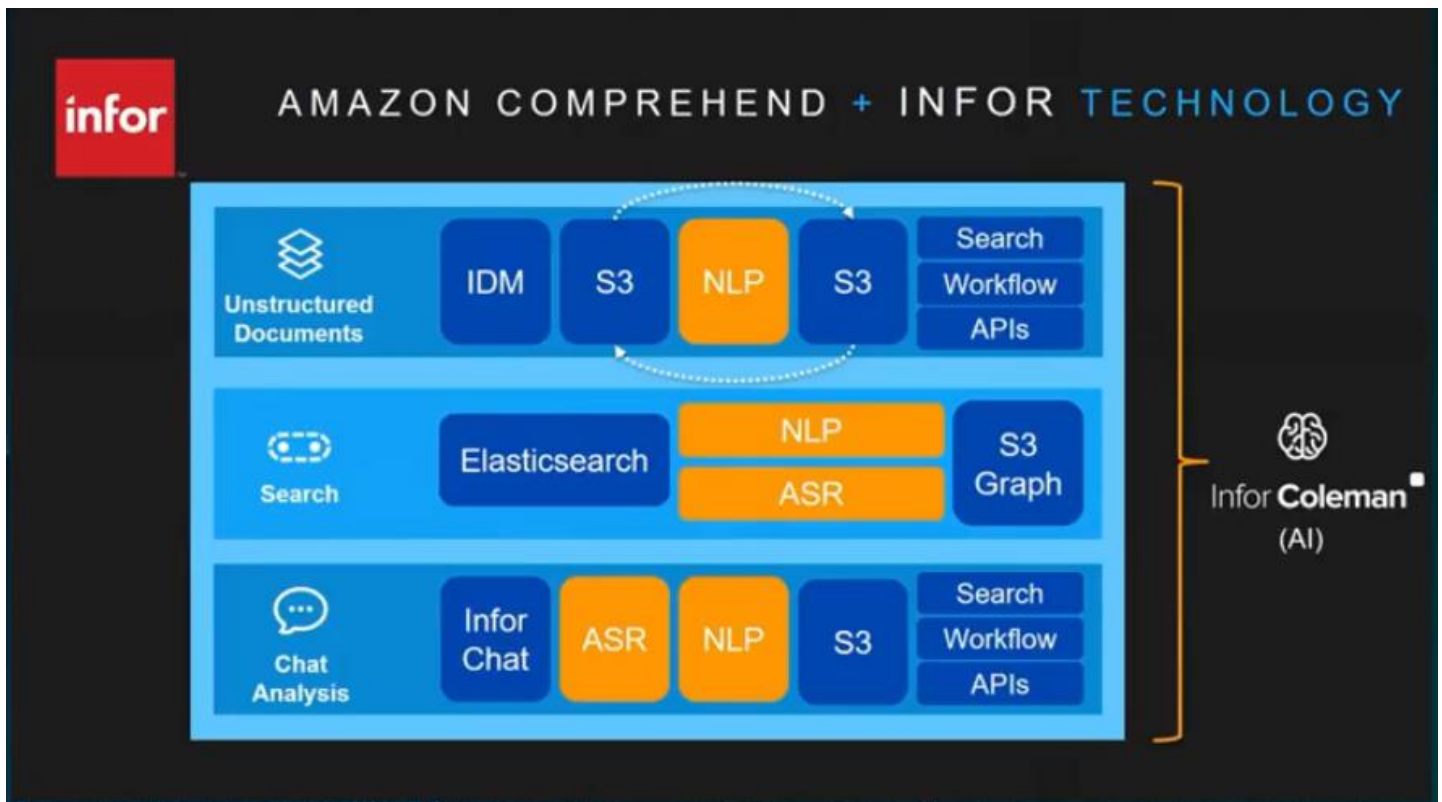 infor
AMAZON COMPREHEND + INFOR TECHNOLOGY
Unstructured
Documents
IDM
S3
NLP
S3
Search
Workflow
APIs
Search
Elasticsearch
NLP
ASR
S3
Graph
Chat
Analysis
Infor
Chat
ASR
NLP
S3
Search
Workflow
APIs
Infor Coleman
(AI)